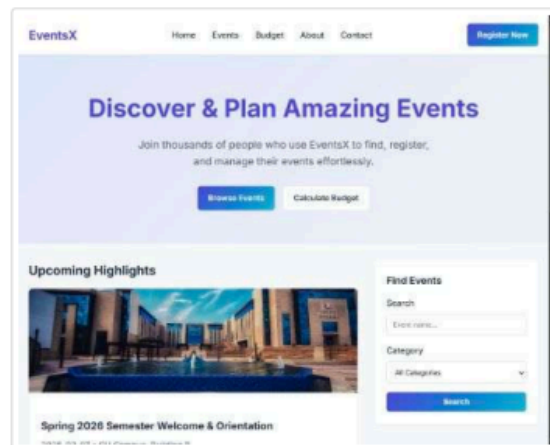 EventsX
Home Events Budget About Contact
Register Now
Discover & Plan Amazing Events
Join thousands of people who use EventsX to find, register,
and manage their events effortlessly.
Browse Events Calculate Budget
Upcoming Highlights
Find Events
Search
Event name...
Category
All Categories
Search
Spring 2026 Semester Welcome & Orientation